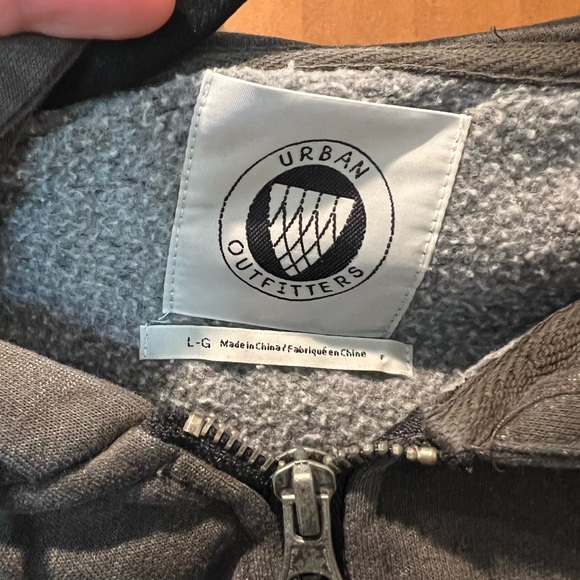 URBAN
OUTFITTERS
L-G Made in China / Fabriqué en Chine